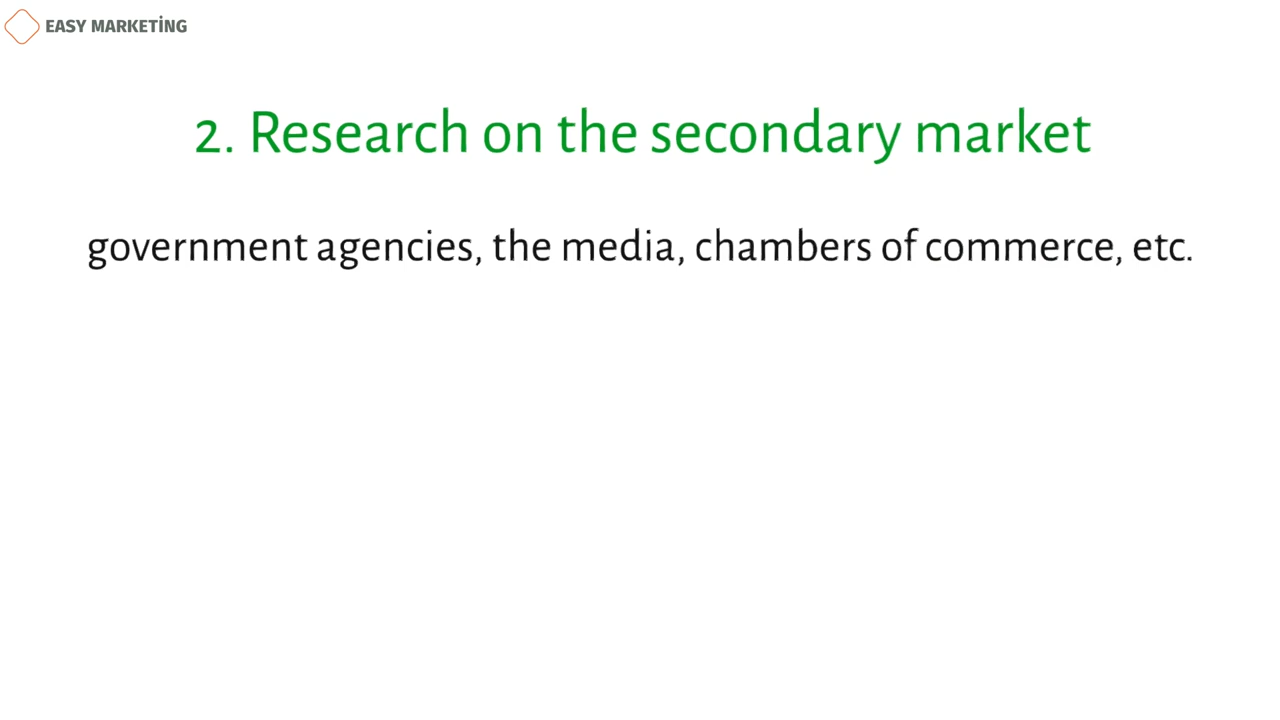 EASY MARKETİNG
2. Research on the secondary market
government agencies, the media, chambers of commerce, etc.